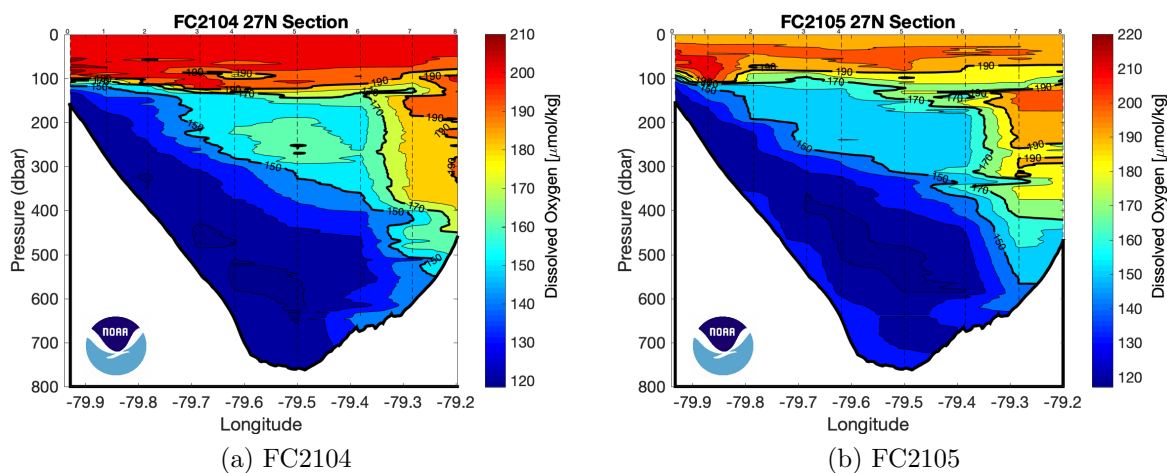 FC2104 27N Section
0 1 2 3 4 5 6 7 8
0
100
200
300
400
500
600
700
800
Pressure (dbar)
-79.9 -79.8 -79.7 -79.6 -79.5 -79.4 -79.3 -79.2
Longitude
190 190 190 190 190 190
170 170 170
150 150 150 150 150 150
NOAA
210
200
190
180
170
160
150
140
130
120
Dissolved Oxygen [μmol/kg]
(a) FC2104
FC2105 27N Section
0 1 2 3 4 5 6 7 8
0
100
200
300
400
500
600
700
800
Pressure (dbar)
-79.9 -79.8 -79.7 -79.6 -79.5 -79.4 -79.3 -79.2
Longitude
190 190 190 190 190
170 170 170 170
150 150 150
NOAA
220
210
200
190
180
170
160
150
140
130
120
Dissolved Oxygen [μmol/kg]
(b) FC2105